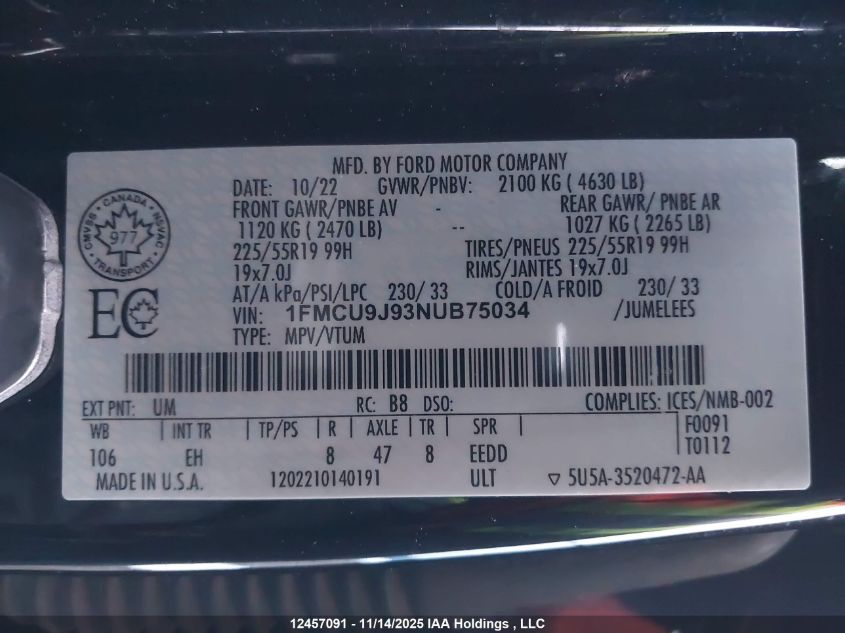 MFD. BY FORD MOTOR COMPANY
DATE: 10/22 GVWR/PNBV: 2100 KG ( 4630 LB)
FRONT GAWR/PNBE AV - REAR GAWR/ PNBE AR
1120 KG ( 2470 LB) -- 1027 KG ( 2265 LB)
225/55R19 99H TIRES/PNEUS 225/55R19 99H
19x7.0J RIMS/JANTES 19x7.0J
AT/A kPa/PSI/LPC 230/ 33 COLD/A FROID 230/ 33
VIN: 1FMCU9J93NUB75034 /JUMELEES
TYPE: MPV/VTUM
CANADA
CMVSS NSVAC
977
TRANSPORT
EC
EXT PNT: UM RC: B8 DSO: COMPLIES: ICES/NMB-002
WB | INT TR | TP/PS | R | AXLE | TR | SPR | F0091
106 EH 8 47 8 EEDD T0112
MADE IN U.S.A. 1202210140191 ULT ▽ 5U5A-3520472-AA
12457091 - 11/14/2025 IAA Holdings , LLC